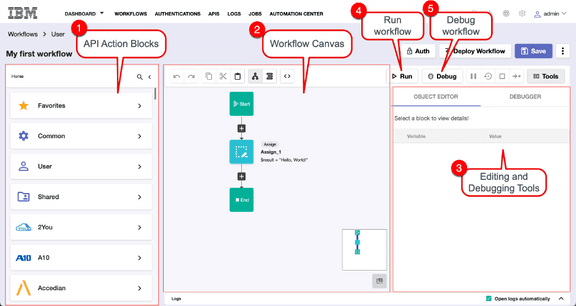 IBM
DASHBOARD
WORKFLOWS
AUTHENTICATIONS
APIS
LOGS
JOBS
AUTOMATION CENTER
admin
Workflows > User
My first workflow
Auth
Deploy Workflow
Save
1
API Action Blocks
2
Workflow Canvas
4
Run
workflow
5
Debug
workflow
Home
Run
Debug
Tools
Favorites
Common
User
Shared
2You
A10
A10
Accedian
Start
Assign
Assign_1
$result = "Hello, World!"
End
OBJECT EDITOR
DEBUGGER
Select a block to view details!
Variable
Value
3
Editing and
Debugging Tools
Logs
Open logs automatically